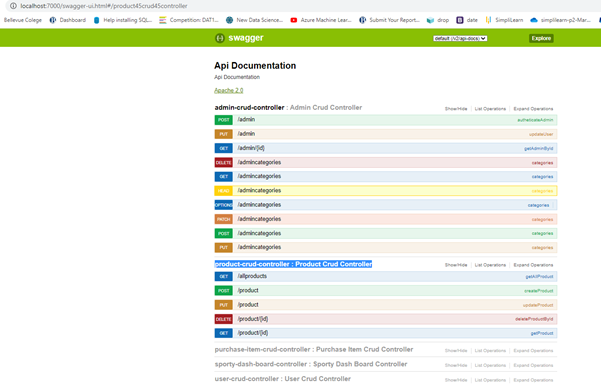 localhost:7000/swagger-ui.html#/product45crud45controller
Bellevue Colege Dashboard Help installing SQL... Competition: DAT1... New Data Science... Azure Machine Lear... Submit Your Report... drop date SimpliLearn simplilearn-p2-Mar...
swagger default (/v2/api-docs) Explore
Api Documentation
Api Documentation
Apache 2.0
admin-crud-controller : Admin Crud Controller Show/Hide List Operations Expand Operations
POST /admin autheticateAdmin
PUT /admin updateUser
GET /admin/{id} getAdminById
DELETE /admincategories categories
GET /admincategories categories
HEAD /admincategories categories
OPTIONS /admincategories categories
PATCH /admincategories categories
POST /admincategories categories
PUT /admincategories categories
product-crud-controller : Product Crud Controller Show/Hide List Operations Expand Operations
GET /allproducts getAllProduct
POST /product createProduct
PUT /product updateProduct
DELETE /product/{id} deleteProductById
GET /product/{id} getProduct
purchase-item-crud-controller : Purchase Item Crud Controller Show/Hide List Operations Expand Operations
sporty-dash-board-controller : Sporty Dash Board Controller Show/Hide List Operations Expand Operations
user-crud-controller : User Crud Controller Show/Hide List Operations Expand Operations